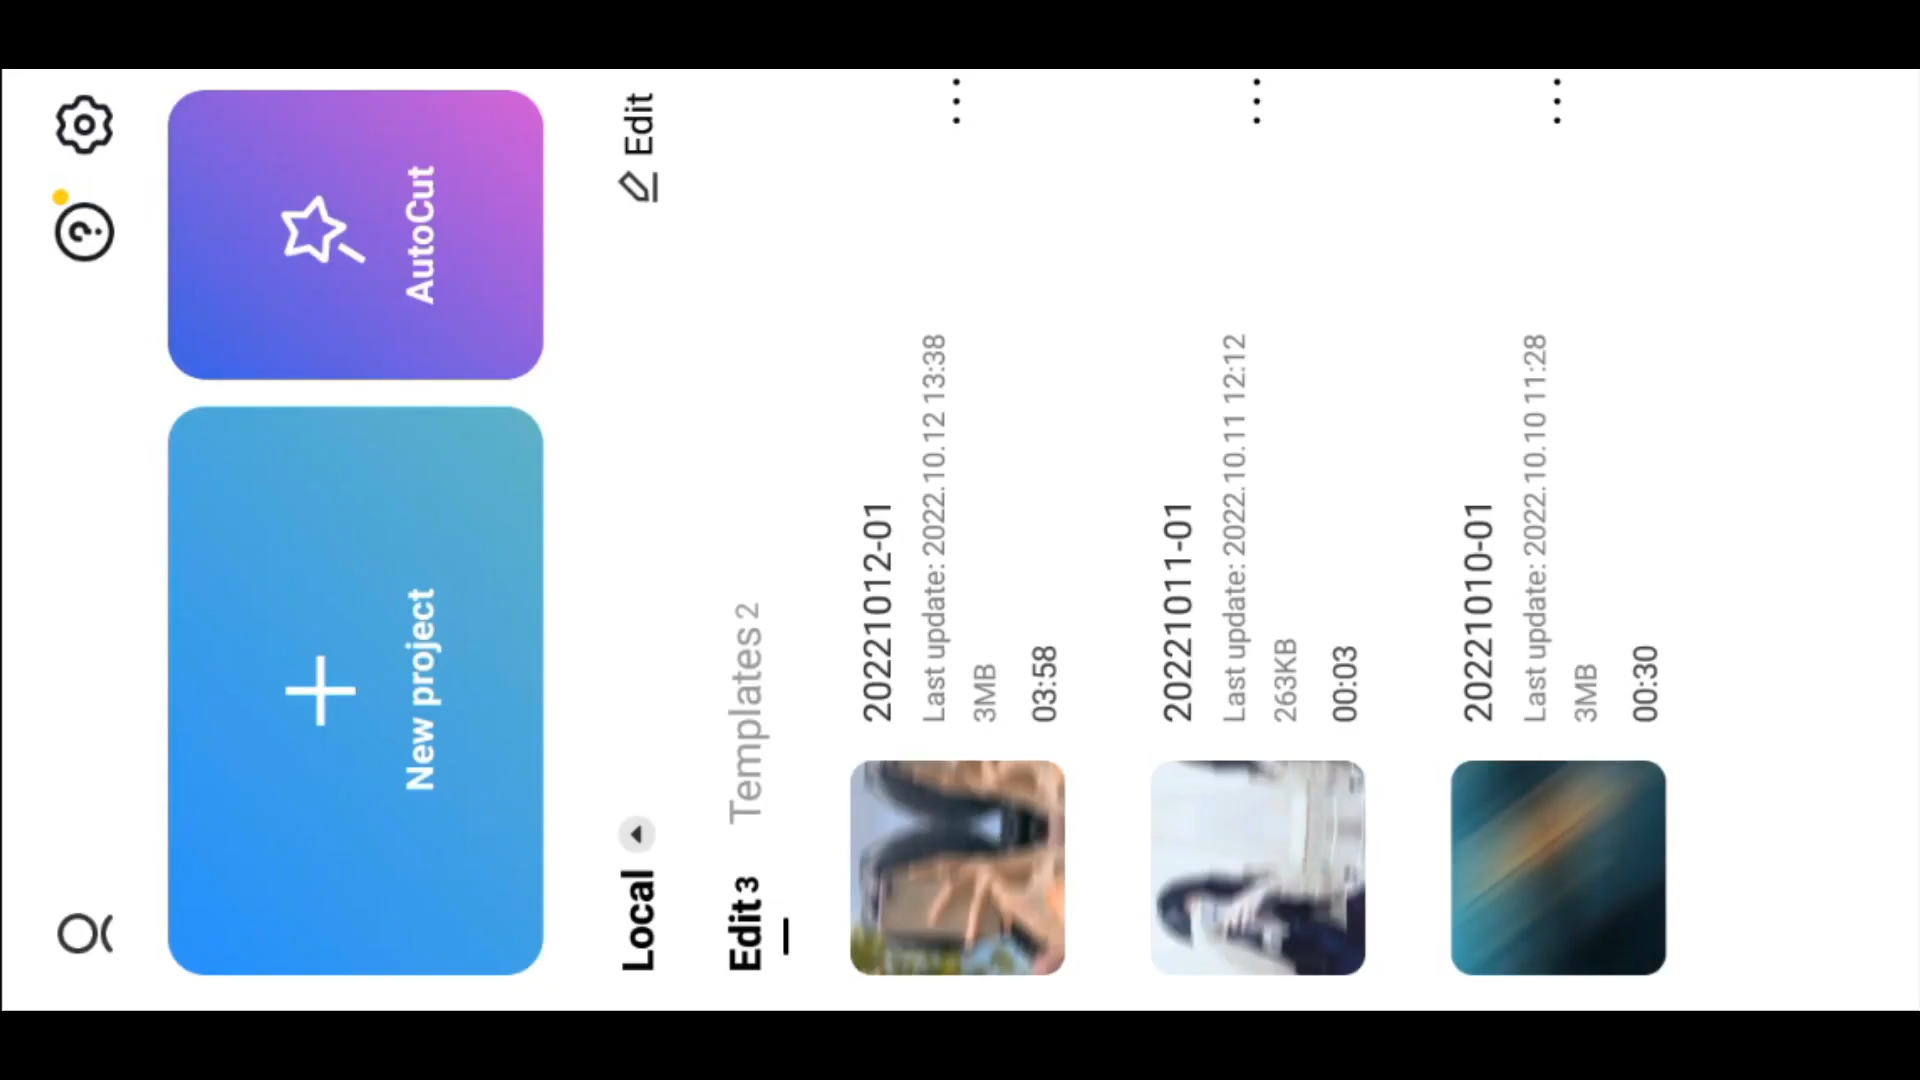 New project
AutoCut
Local
Edit
Edit 3 Templates 2
20221012-01
Last update: 2022.10.12 13:38
3MB
03:58
20221011-01
Last update: 2022.10.11 12:12
263KB
00:03
20221010-01
Last update: 2022.10.10 11:28
3MB
00:30